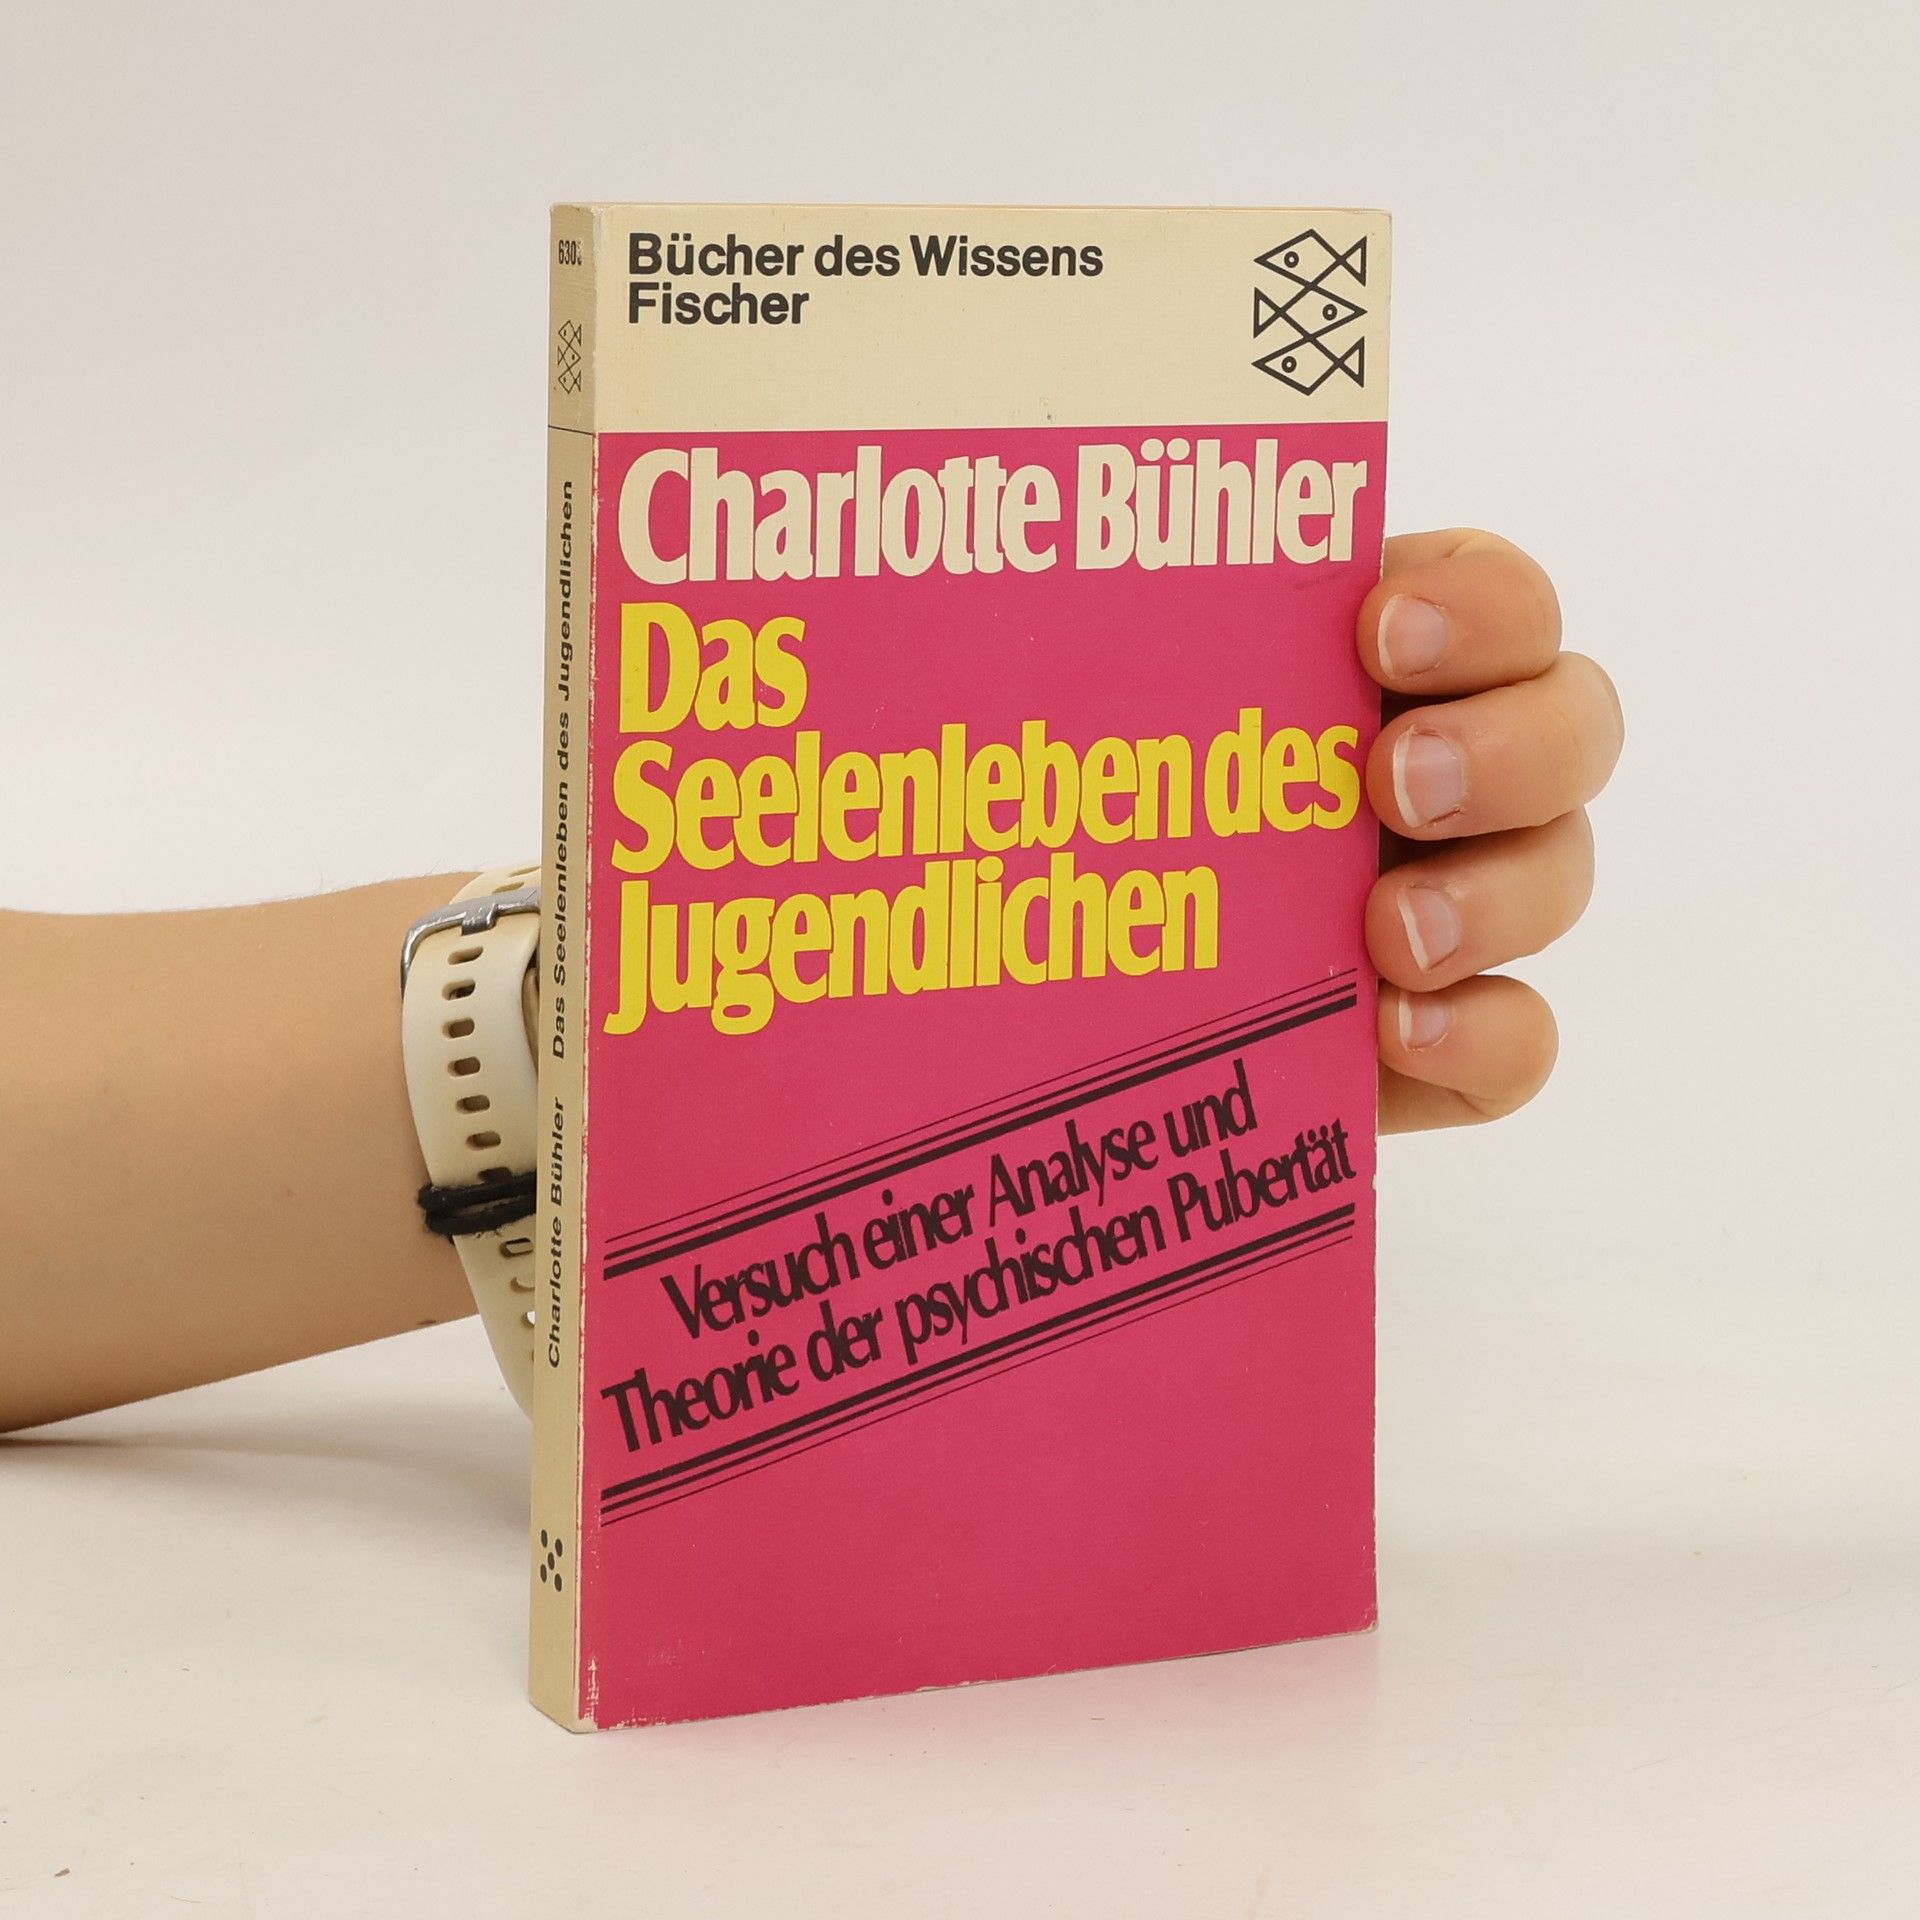 Bücher des Wissens
Fischer
Charlotte Bühler
Das
Seelenleben des
Jugendlichen
Versuch einer Analyse und
Theorie der psychischen Pubertät
Charlotte Bühler Das Seelenleben des Jugendlichen